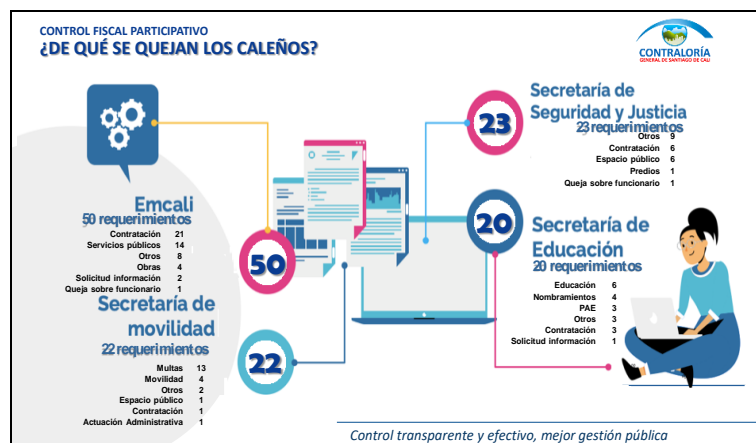 CONTROL FISCAL PARTICIPATIVO
¿DE QUÉ SE QUEJAN LOS CALEÑOS?
CONTRALORÍA
GENERAL DE SANTIAGO DE CALI
Emcali
50 requerimientos
Contratación 21
Servicios públicos 14
Otros 8
Obras 4
Solicitud información 2
Queja sobre funcionario 1
50
Secretaría de
movilidad
22 requerimientos
Multas 13
Movilidad 4
Otros 2
Espacio público 1
Contratación 1
Actuación Administrativa 1
22
23
Secretaría de
Seguridad y Justicia
23 requerimientos
Otros 9
Contratación 6
Espacio público 6
Predios 1
Queja sobre funcionario 1
20
Secretaría de
Educación
20 requerimientos
Educación 6
Nombramientos 4
PAE 3
Otros 3
Contratación 3
Solicitud información 1
Control transparente y efectivo, mejor gestión pública